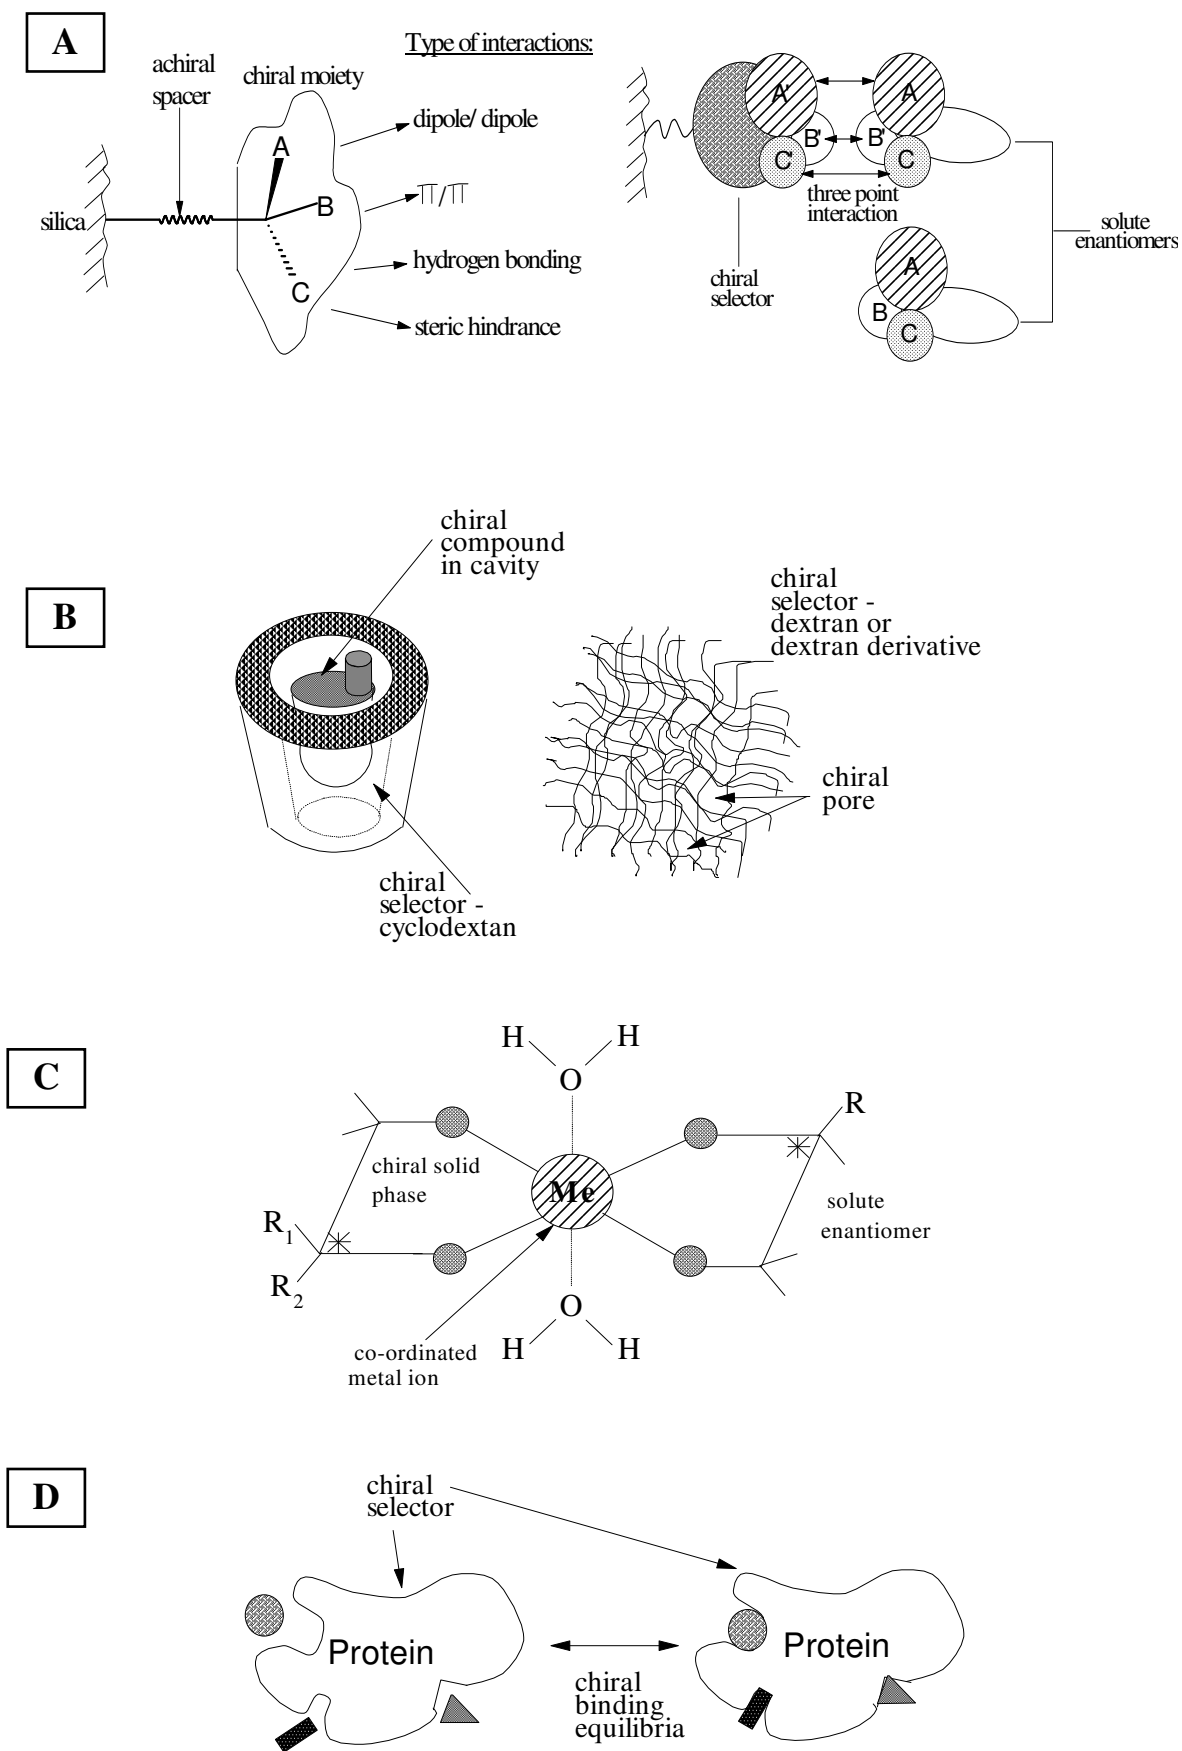 A
Type of interactions:
achiral
spacer
chiral moiety
A
B
C
silica
dipole/ dipole
π/π
hydrogen bonding
steric hindrance
A'
A
B'
B'
C'
C
three point
interaction
chiral
selector
A
B
C
solute
enantiomers
B
chiral
compound
in cavity
chiral
selector -
cyclodextan
chiral
selector -
dextran or
dextran derivative
chiral
pore
C
H H
O
R
chiral solid
phase
Me
solute
enantiomer
R1
R2
O
H H
co-ordinated
metal ion
D
chiral
selector
Protein
Protein
chiral
binding
equilibria